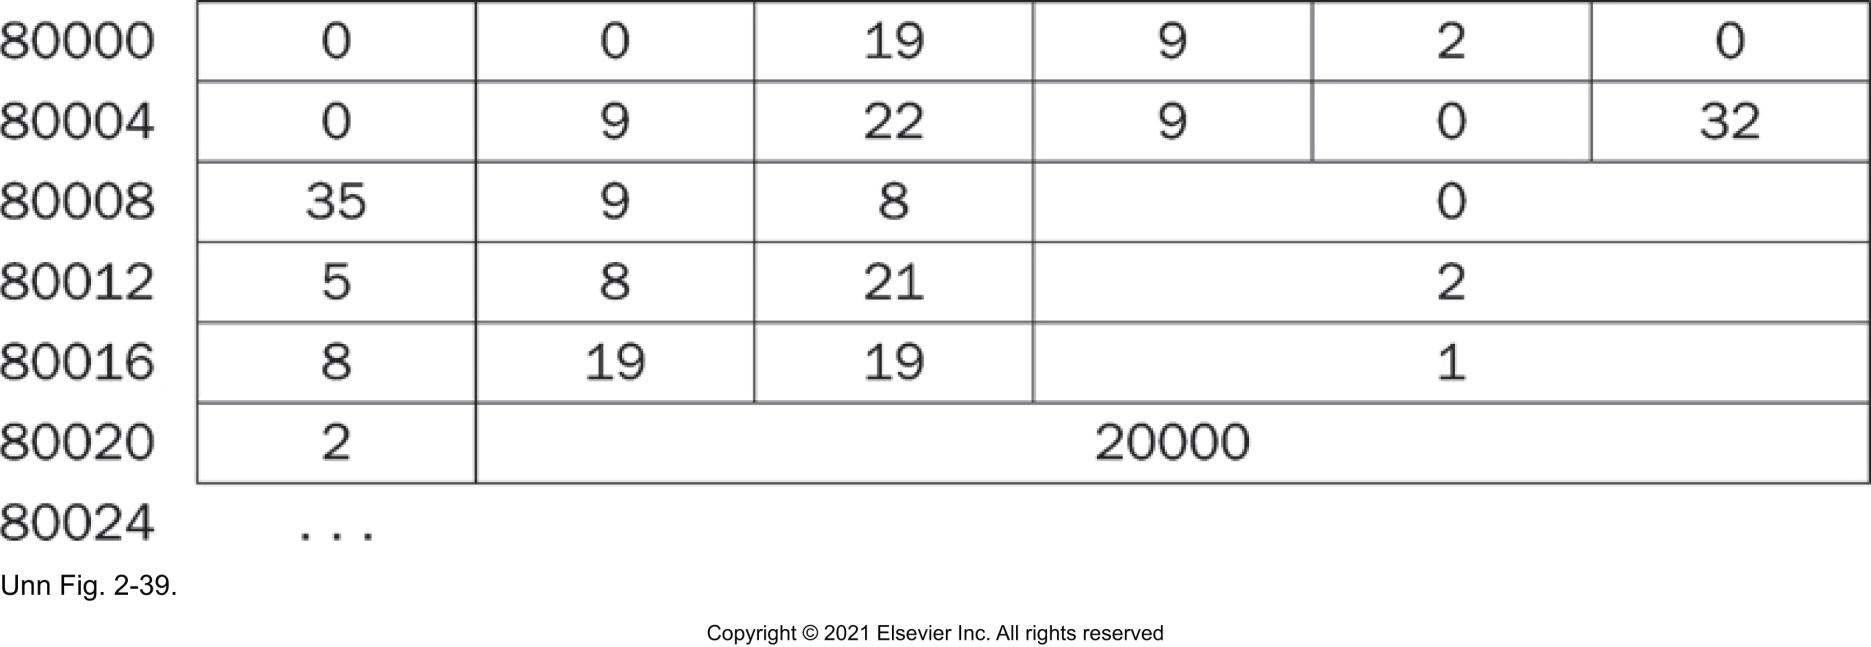 80000 0 0 19 9 2 0
80004 0 9 22 9 0 32
80008 35 9 8 0
80012 5 8 21 2
80016 8 19 19 1
80020 2 20000
80024 ...
Unn Fig. 2-39.
Copyright © 2021 Elsevier Inc. All rights reserved